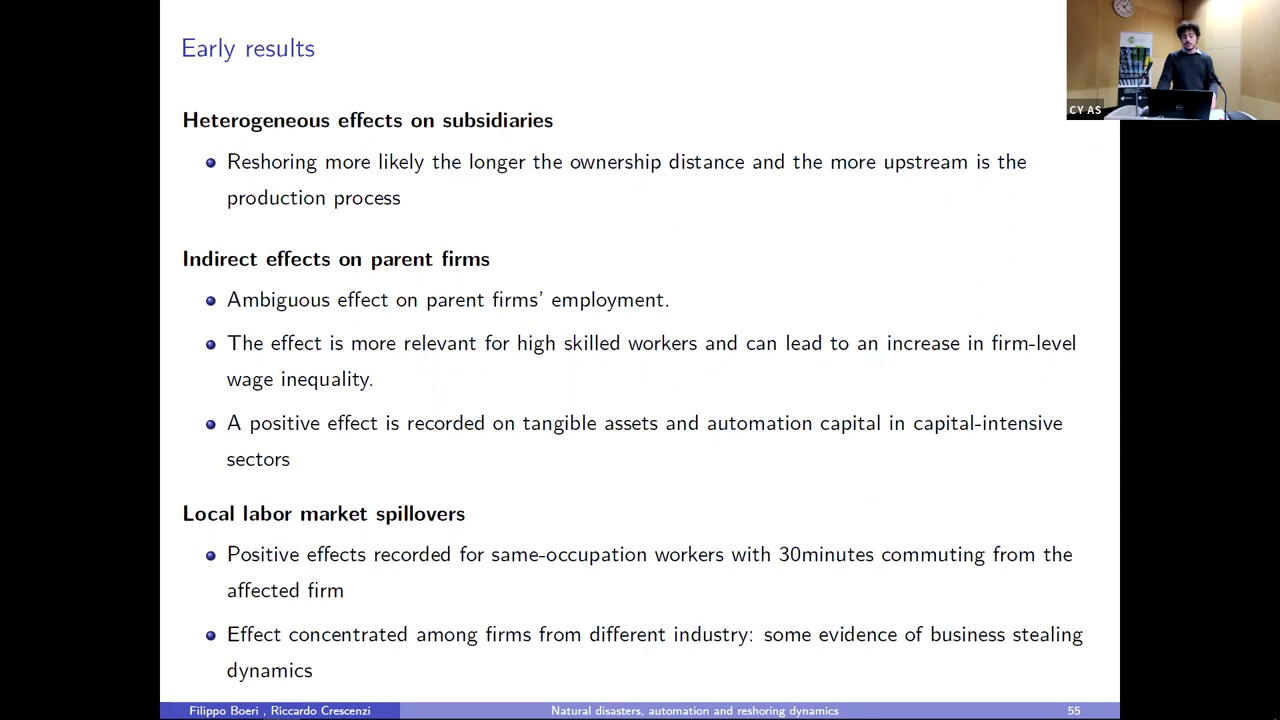 Early results
Heterogeneous effects on subsidiaries
Reshoring more likely the longer the ownership distance and the more upstream is the
production process
Indirect effects on parent firms
Ambiguous effect on parent firms' employment.
The effect is more relevant for high skilled workers and can lead to an increase in firm-level
wage inequality.
A positive effect is recorded on tangible assets and automation capital in capital-intensive
sectors
Local labor market spillovers
Positive effects recorded for same-occupation workers with 30minutes commuting from the
affected firm
Effect concentrated among firms from different industry: some evidence of business stealing
dynamics
Filippo Boeri , Riccardo Crescenzi
Natural disasters, automation and reshoring dynamics
55
CY AS